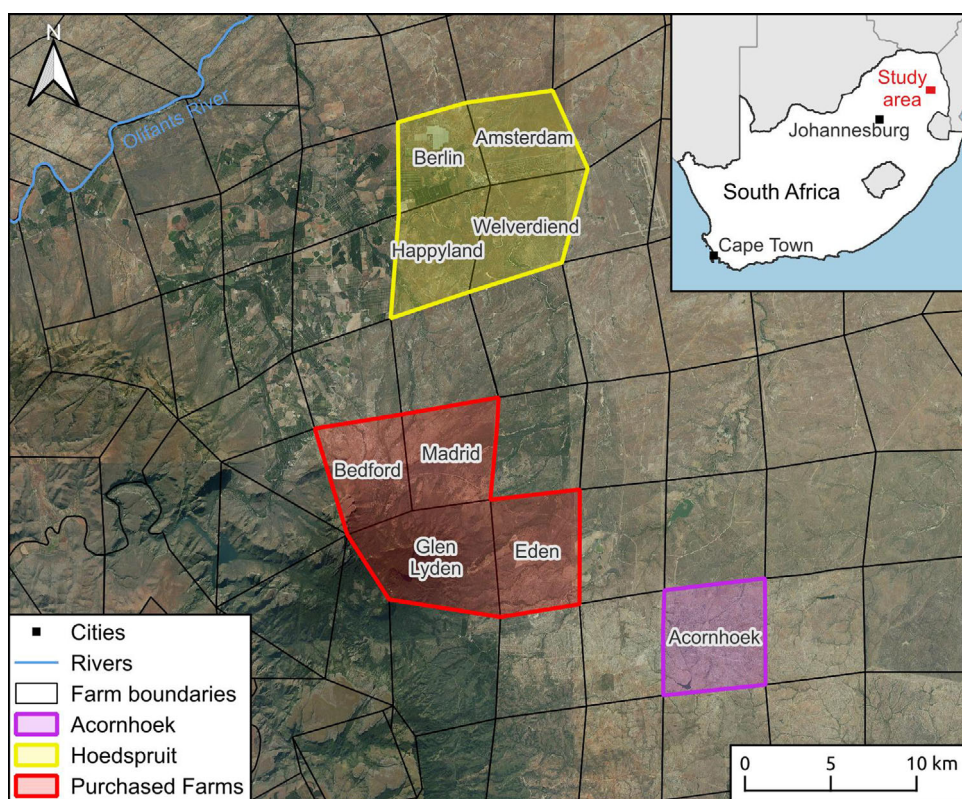 N
Olifants River
Berlin
Amsterdam
Happyland
Welverdiend
Bedford
Madrid
Glen
Lyden
Eden
Acornhoek
Study
area
Johannesburg
South Africa
Cape Town
Cities
Rivers
Farm boundaries
Acornhoek
Hoedspruit
Purchased Farms
0 5 10 km